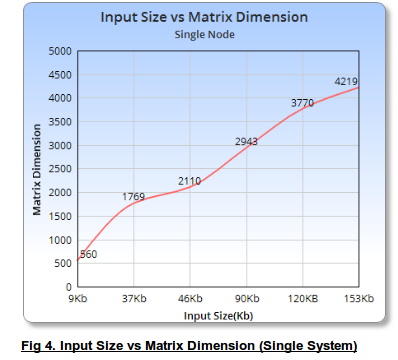 Input Size vs Matrix Dimension
Single Node
5000
4500
4000
3500
3000
2500
2000
1500
1000
500
0
Matrix Dimension
560
1769
2110
2943
3770
4219
9Kb 37Kb 46Kb 90Kb 120KB 153Kb
Input Size(Kb)
Fig 4. Input Size vs Matrix Dimension (Single System)